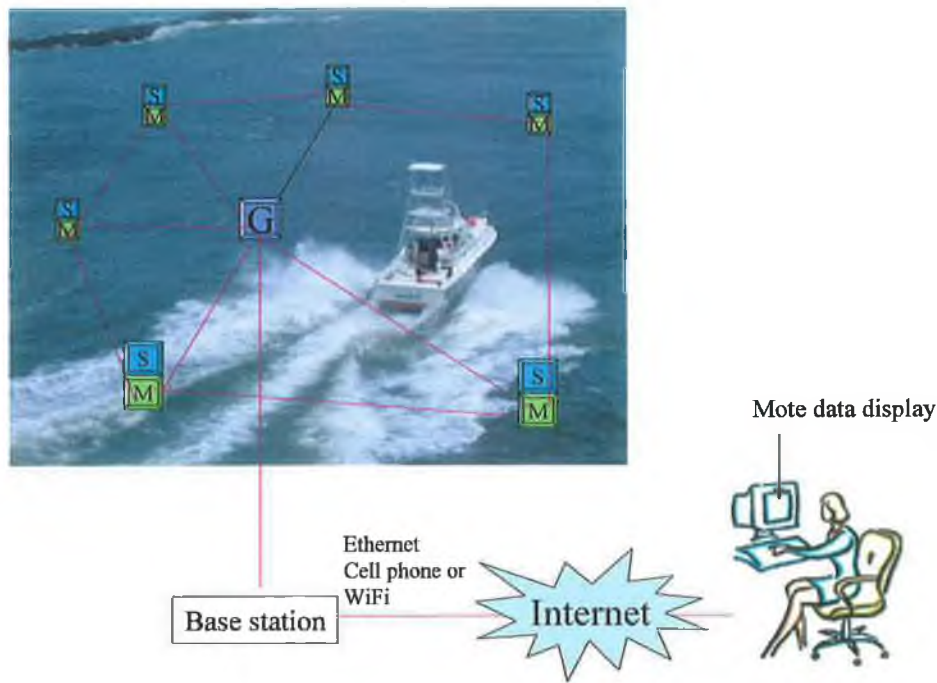 S
M
S
M
S
M
S
M
G
S
M
S
M
Mote data display
Ethernet
Cell phone or
WiFi
Base station
Internet